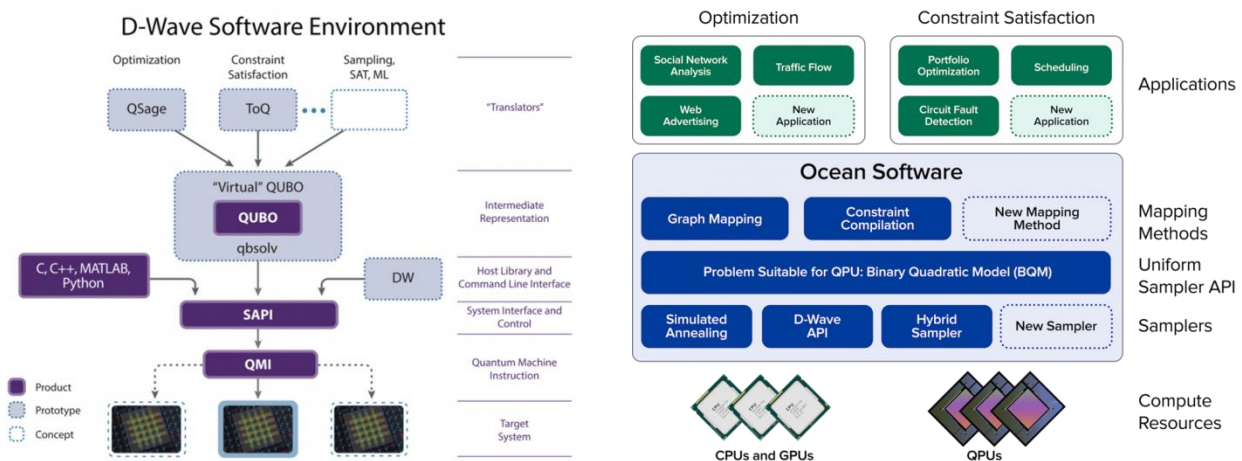 D-Wave Software Environment
Optimization
Constraint
Satisfaction
Sampling,
SAT, ML
"Translators"
QSage
ToQ
"Virtual" QUBO
QUBO
qbsolv
Intermediate
Representation
C, C++, MATLAB,
Python
DW
Host Library and
Command Line Interface
SAPI
System Interface and
Control
QMI
Quantum Machine
Instruction
Product
Prototype
Concept
Target
System
Optimization
Constraint Satisfaction
Social Network
Analysis
Traffic Flow
Web
Advertising
New
Application
Portfolio
Optimization
Scheduling
Circuit Fault
Detection
New
Application
Applications
Ocean Software
Graph Mapping
Constraint
Compilation
New Mapping
Method
Mapping
Methods
Problem Suitable for QPU: Binary Quadratic Model (BQM)
Uniform
Sampler API
Simulated
Annealing
D-Wave
API
Hybrid
Sampler
New Sampler
Samplers
CPU
CPU
CPU
CPUs and GPUs
QPUs
Compute
Resources